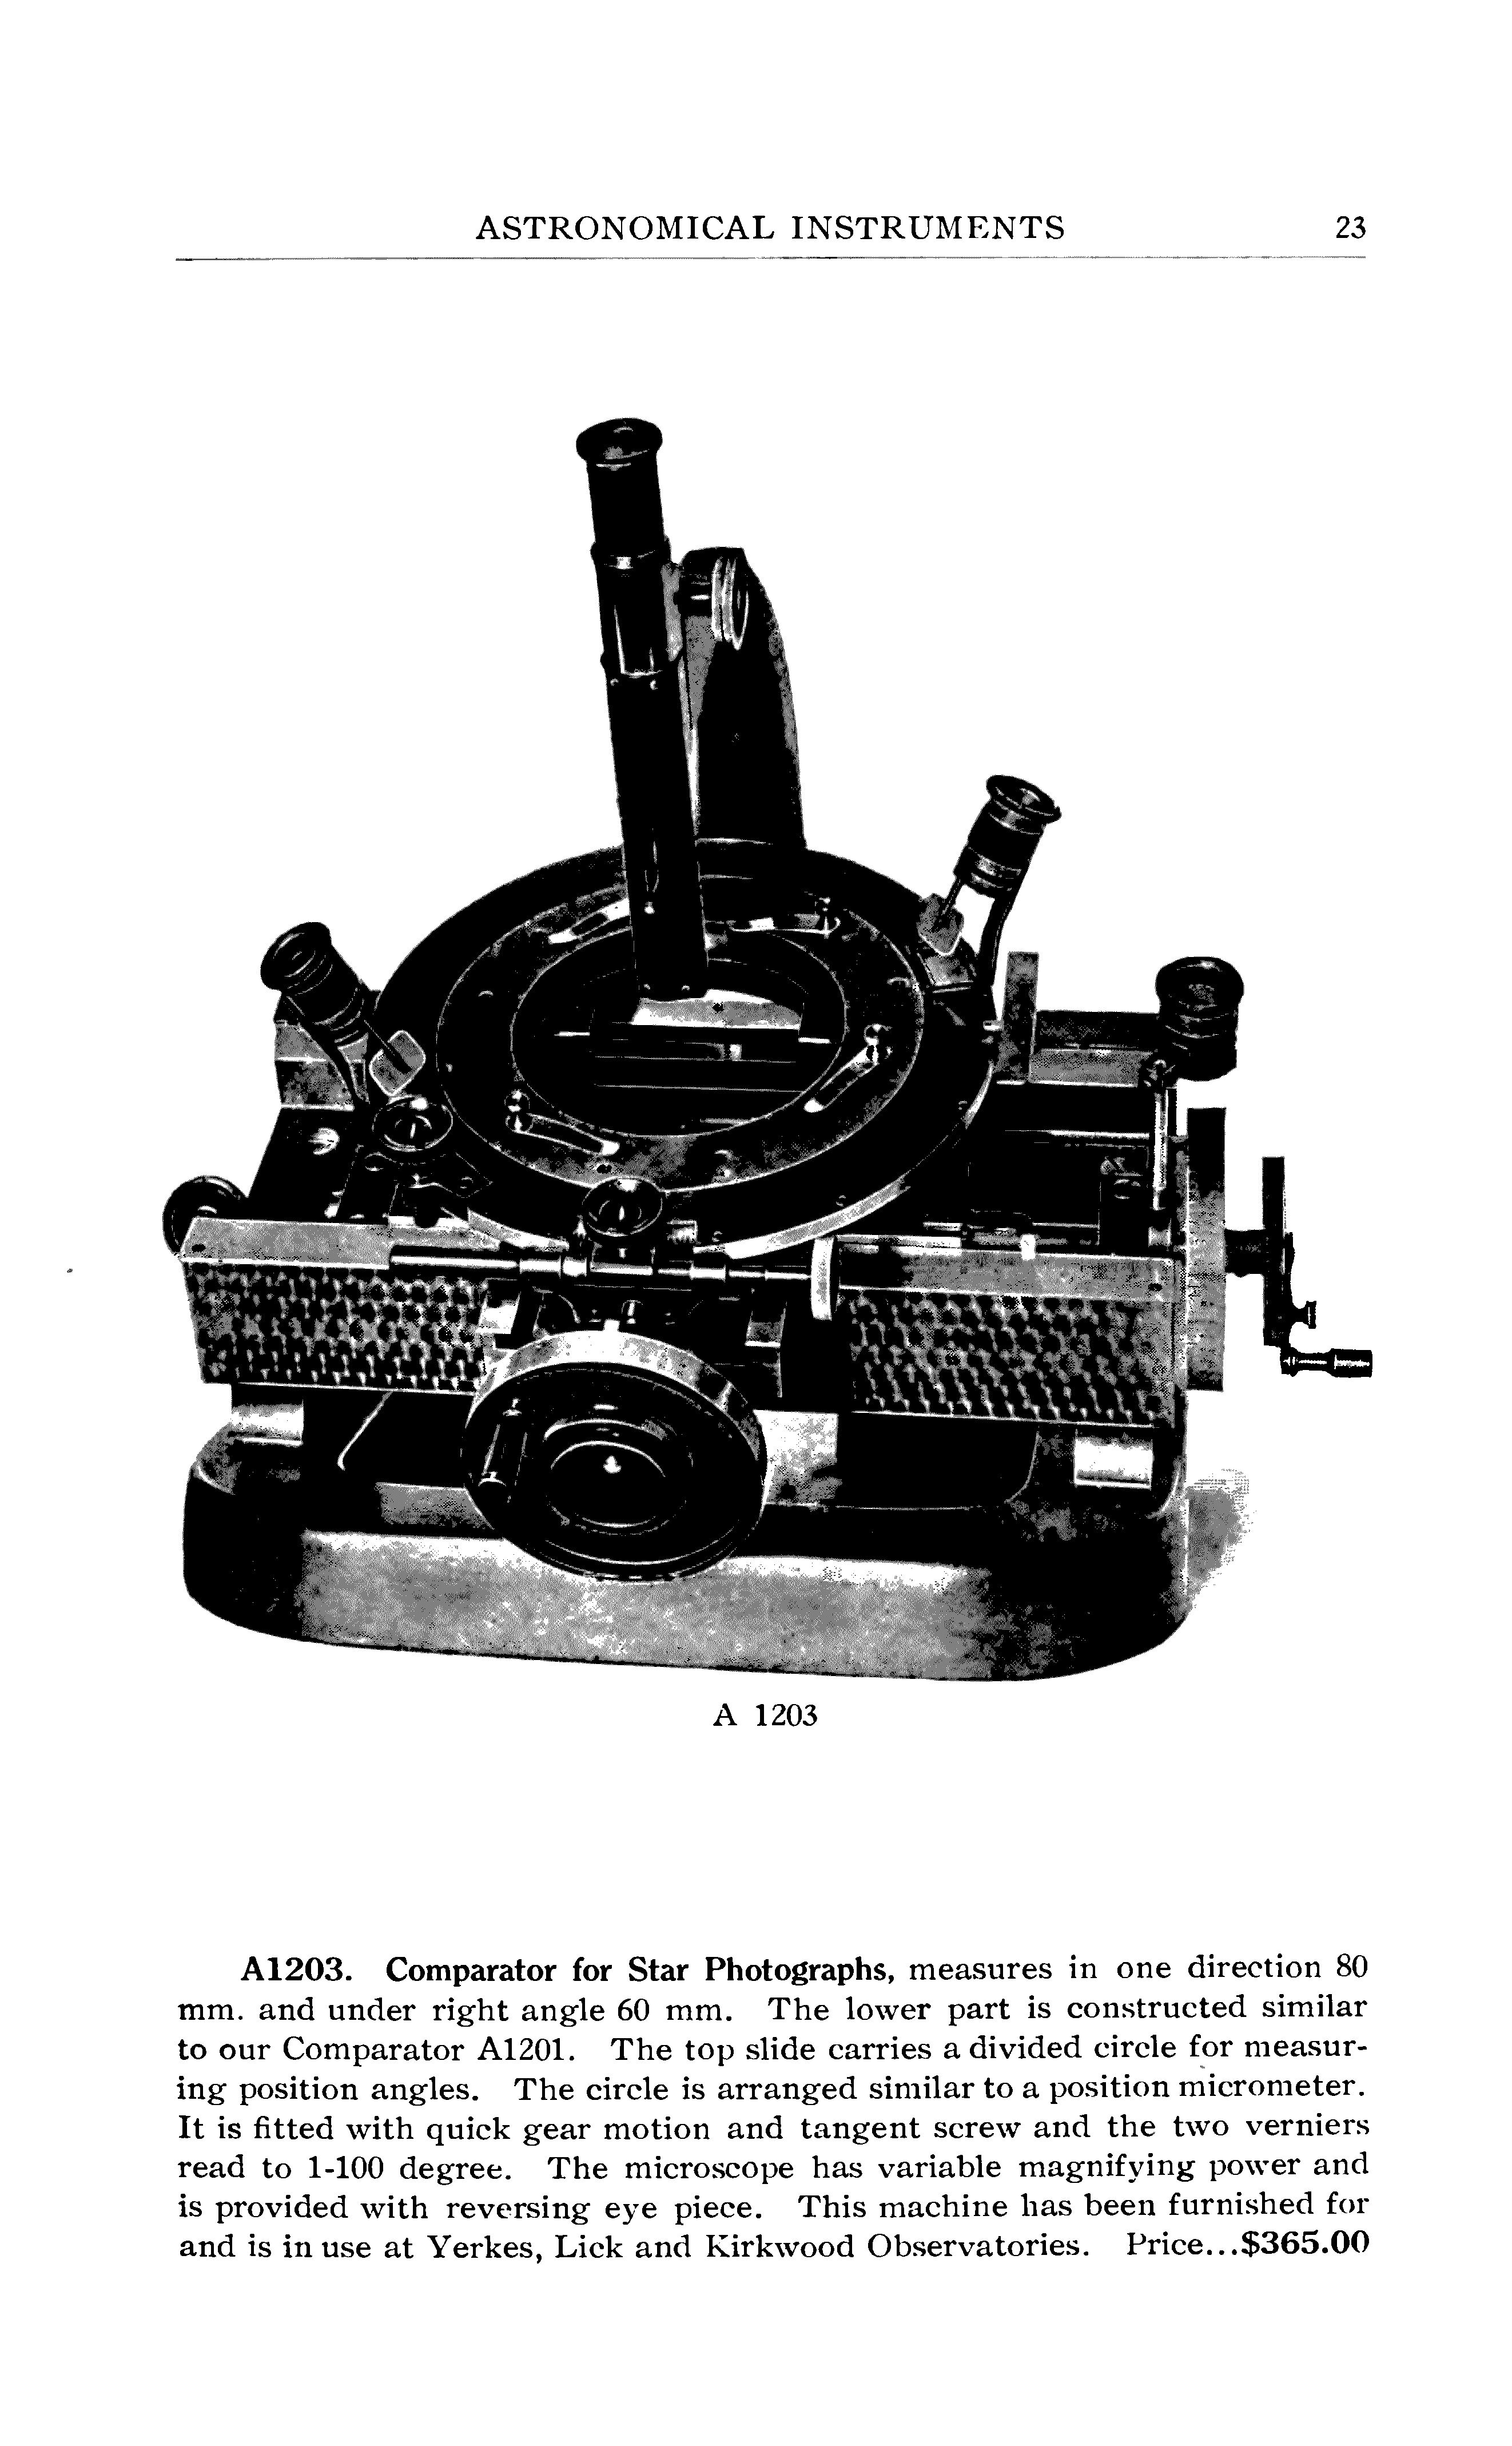 ASTRONOMICAL INSTRUMENTS 23
A 1203
A1203. Comparator for Star Photographs, measures in one direction 80
mm. and under right angle 60 mm. The lower part is constructed similar
to our Comparator A1201. The top slide carries a divided circle for measur-
ing position angles. The circle is arranged similar to a position micrometer.
It is fitted with quick gear motion and tangent screw and the two verniers
read to 1-100 degree. The microscope has variable magnifying power and
is provided with reversing eye piece. This machine has been furnished for
and is in use at Yerkes, Lick and Kirkwood Observatories. Price...$365.00